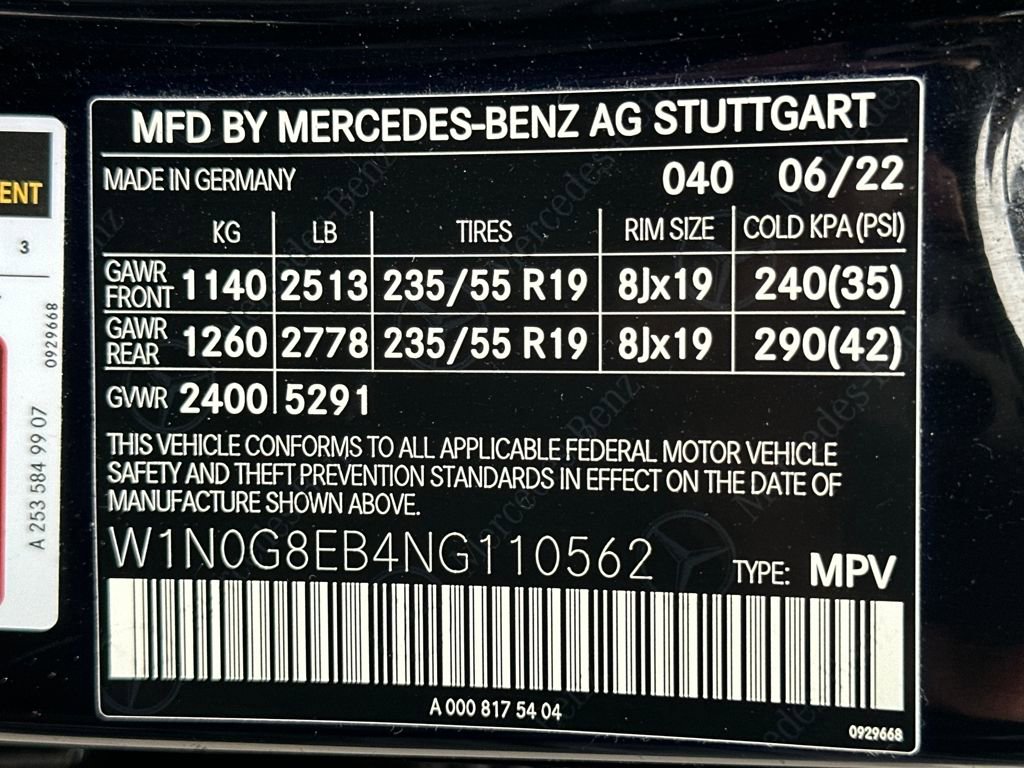 MFD BY MERCEDES-BENZ AG STUTTGART
MADE IN GERMANY 040 06/22
KG LB TIRES RIM SIZE COLD KPA (PSI)
GAWR FRONT 1140 2513 235/55 R19 8Jx19 240(35)
GAWR REAR 1260 2778 235/55 R19 8Jx19 290(42)
GVWR 2400 5291
THIS VEHICLE CONFORMS TO ALL APPLICABLE FEDERAL MOTOR VEHICLE
SAFETY AND THEFT PREVENTION STANDARDS IN EFFECT ON THE DATE OF
MANUFACTURE SHOWN ABOVE.
W1N0G8EB4NG110562 TYPE: MPV
A 000 817 54 04
0929668
3
0929668
A 253 584 99 07